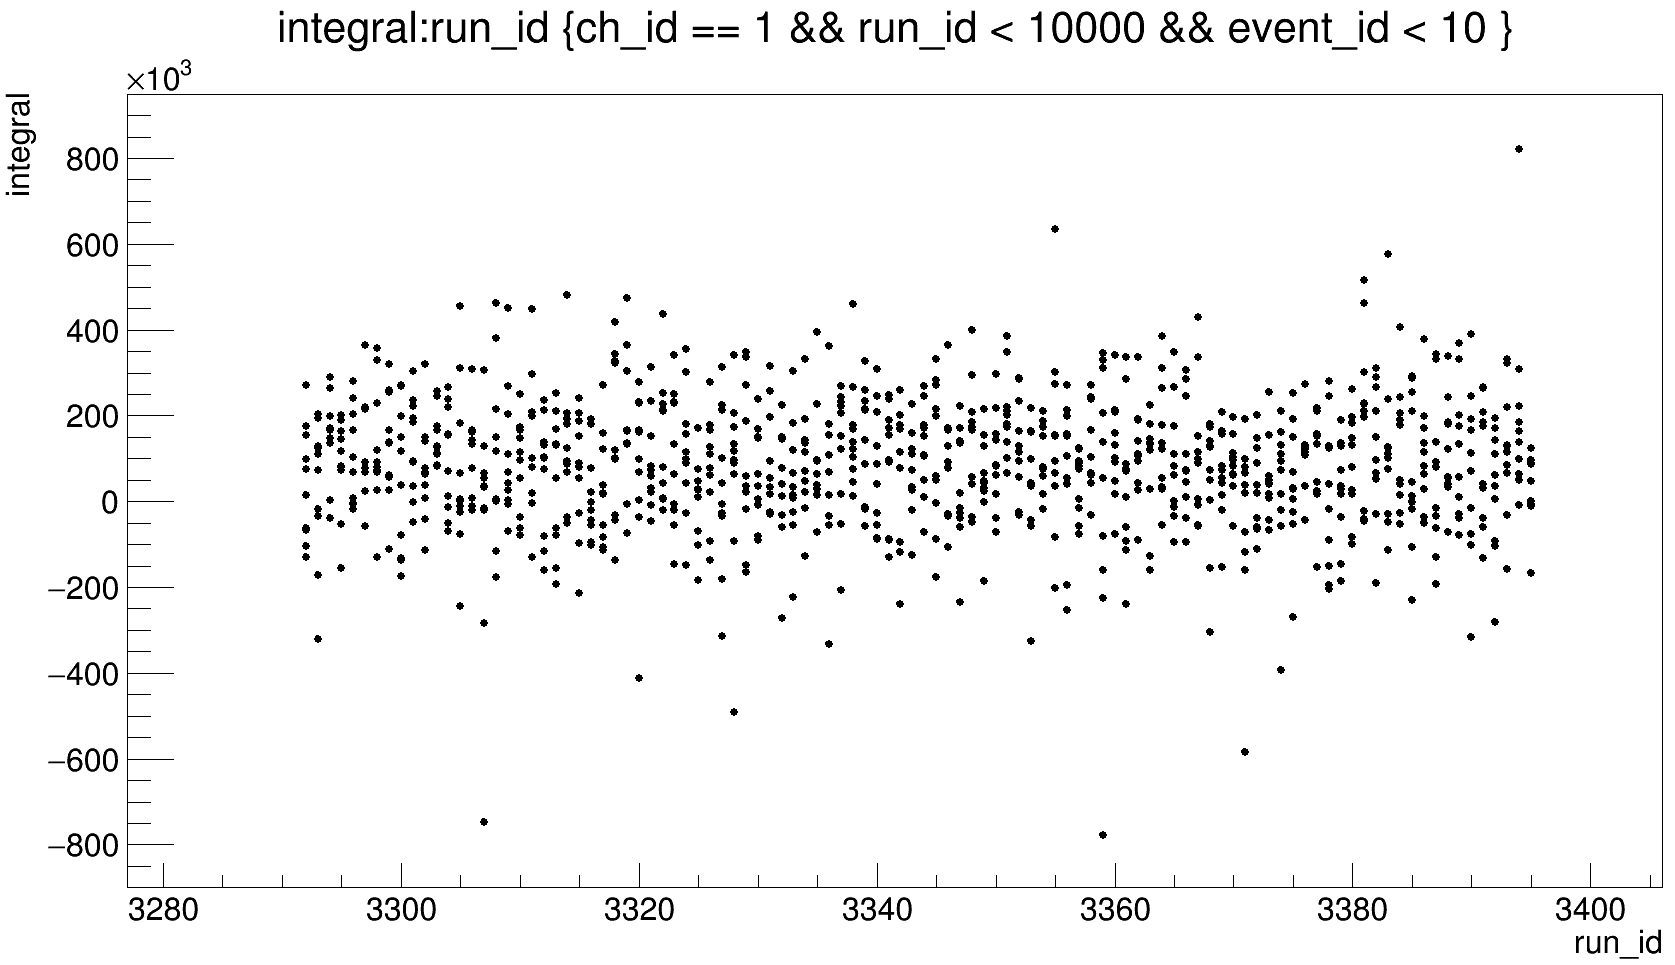 integral:run_id {ch_id == 1 && run_id < 10000 && event_id < 10 }
×10³
integral
800
600
400
200
0
−200
−400
−600
−800
3280 3300 3320 3340 3360 3380 3400
run_id